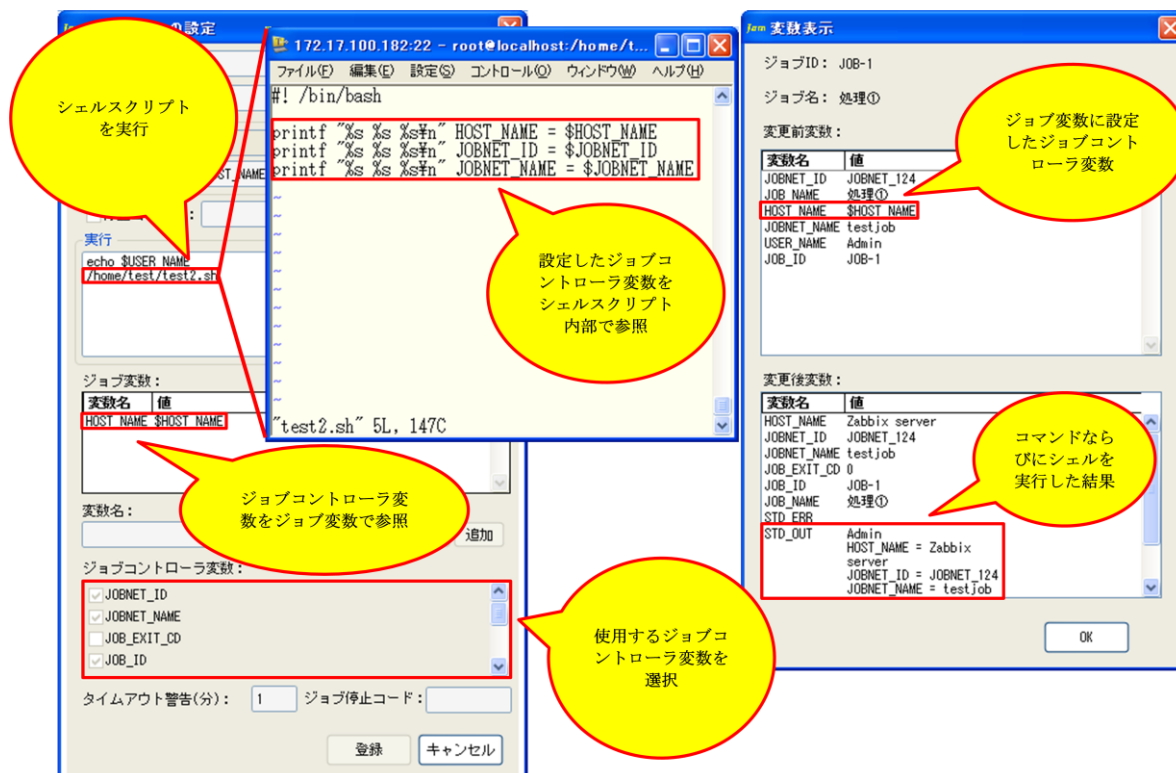 の設定
シェルスクリプト
を実行
実行
echo $USER_NAME
/home/test/test2.sh
ジョブ変数：
変数名 値
HOST_NAME $HOST_NAME
ジョブコントローラ変
数をジョブ変数で参照
変数名：
追加
ジョブコントローラ変数：
JOBNET_ID
JOBNET_NAME
JOB_EXIT_CD
JOB_ID
使用するジョブコ
ントローラ変数を
選択
タイムアウト警告(分)： 1 ジョブ停止コード：
登録 キャンセル
172.17.100.182:22 - root@localhost:/home/t...
ファイル(F) 編集(E) 設定(S) コントロール(O) ウィンドウ(W) ヘルプ(H)
#! /bin/bash
printf "%s %s %s¥n" HOST_NAME = $HOST_NAME
printf "%s %s %s¥n" JOBNET_ID = $JOBNET_ID
printf "%s %s %s¥n" JOBNET_NAME = $JOBNET_NAME
~
~
~
~
~
~
~
~
~
~
~
~
"test2.sh" 5L, 147C
設定したジョブコ
ントローラ変数を
シェルスクリプト
内部で参照
変数表示
ジョブID： JOB-1
ジョブ名： 処理①
変更前変数：
変数名 値
JOBNET_ID JOBNET_124
JOB_NAME 処理①
HOST_NAME $HOST_NAME
JOBNET_NAME testjob
USER_NAME Admin
JOB_ID JOB-1
ジョブ変数に設定
したジョブコント
ローラ変数
変更後変数：
変数名 値
HOST_NAME Zabbix server
JOBNET_ID JOBNET_124
JOBNET_NAME testjob
JOB_EXIT_CD 0
JOB_ID JOB-1
JOB_NAME 処理①
STD_ERR
STD_OUT Admin
HOST_NAME = Zabbix
server
JOBNET_ID = JOBNET_124
JOBNET_NAME = testjob
コマンドなら
びにシェルを
実行した結果
OK